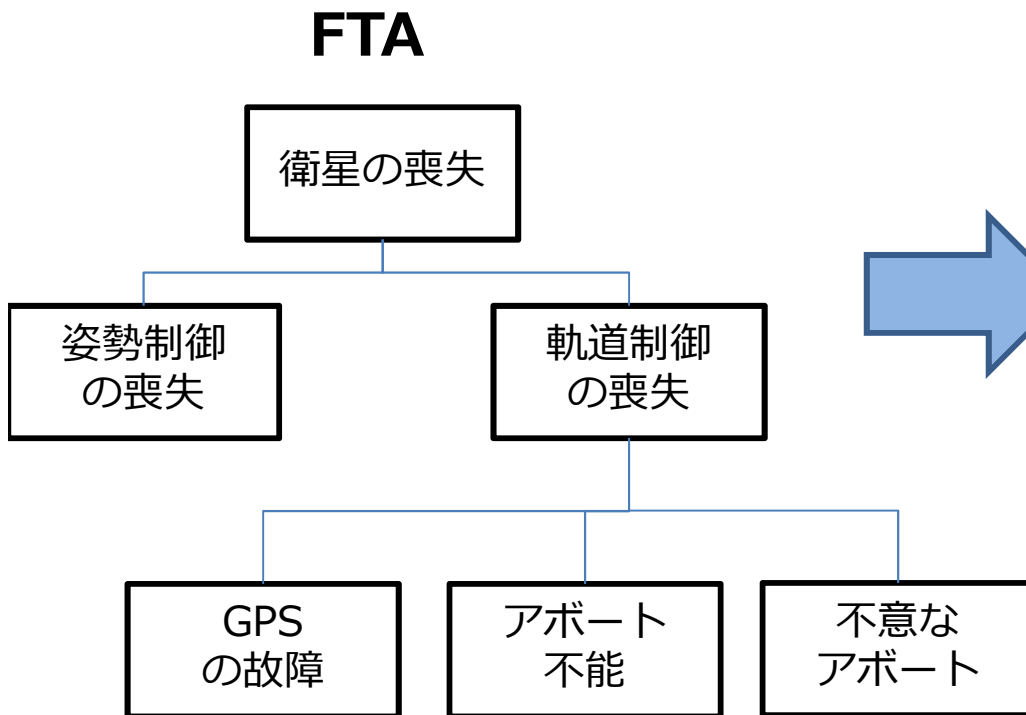 FTA
衛星の喪失
姿勢制御
の喪失
軌道制御
の喪失
GPS
の故障
アボート
不能
不意な
アボート